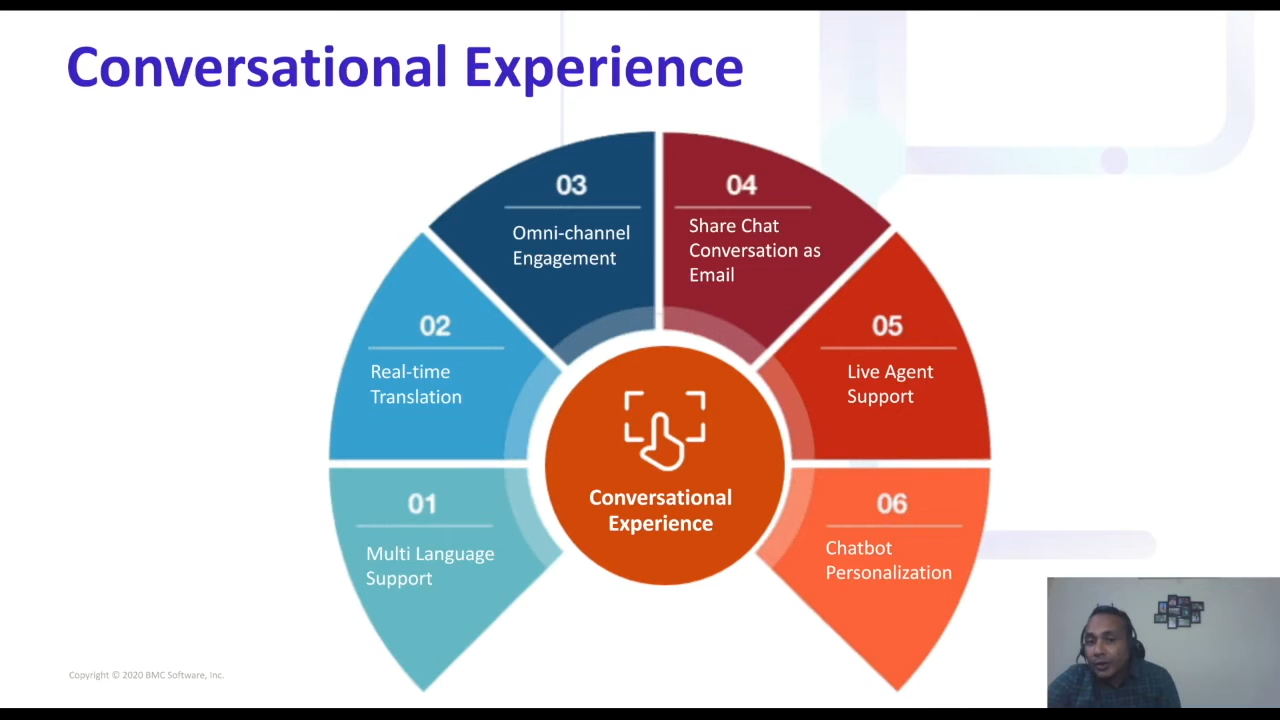 Conversational Experience
01
Multi Language
Support
02
Real-time
Translation
03
Omni-channel
Engagement
04
Share Chat
Conversation as
Email
05
Live Agent
Support
06
Chatbot
Personalization
Conversational
Experience
Copyright © 2020 BMC Software, Inc.